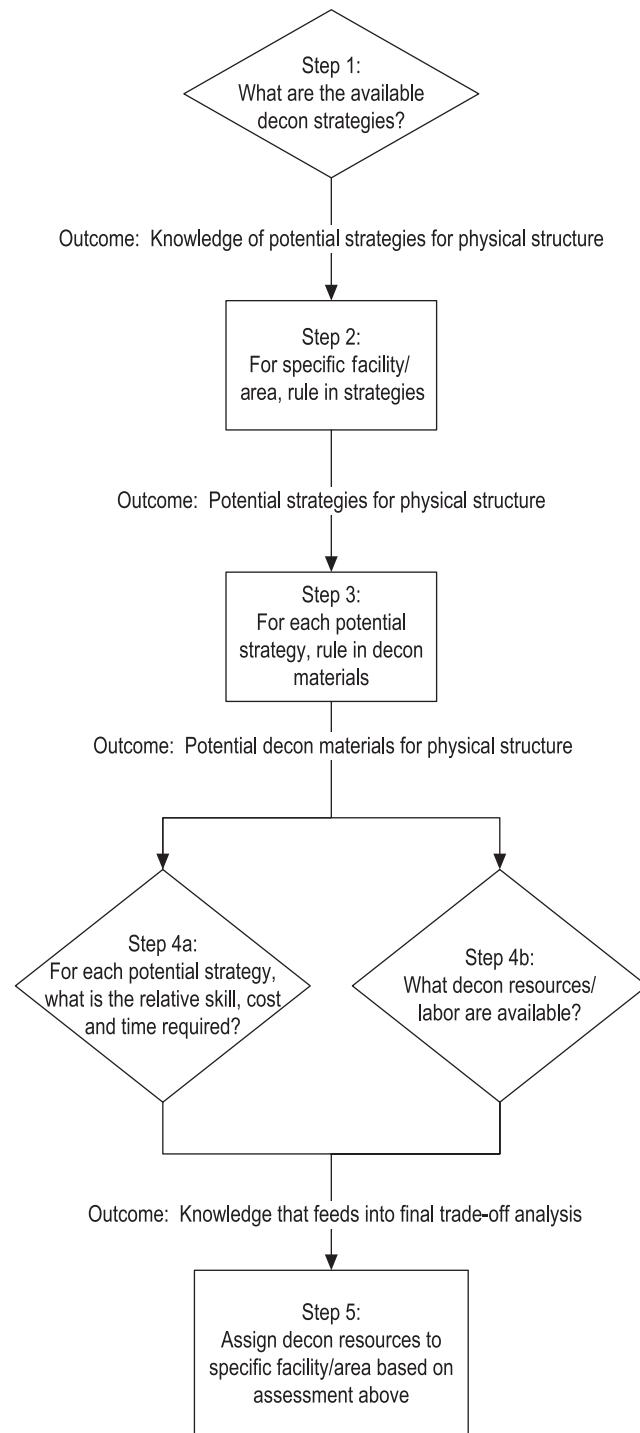 Step 1:
What are the available
decon strategies?
Outcome:  Knowledge of potential strategies for physical structure
Step 2:
For specific facility/
area, rule in strategies
Outcome:  Potential strategies for physical structure
Step 3:
For each potential
strategy, rule in decon
materials
Outcome:  Potential decon materials for physical structure
Step 4a:
For each potential strategy,
what is the relative skill, cost
and time required?
Step 4b:
What decon resources/
labor are available?
Outcome:  Knowledge that feeds into final trade-off analysis
Step 5:
Assign decon resources to
specific facility/area based on
assessment above